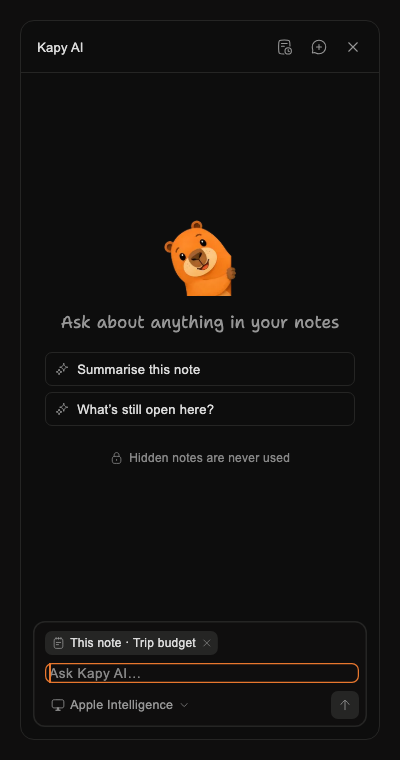 Kapy AI
Ask about anything in your notes
Summarise this note
What's still open here?
Hidden notes are never used
This note · Trip budget
Ask Kapy AI...
Apple Intelligence